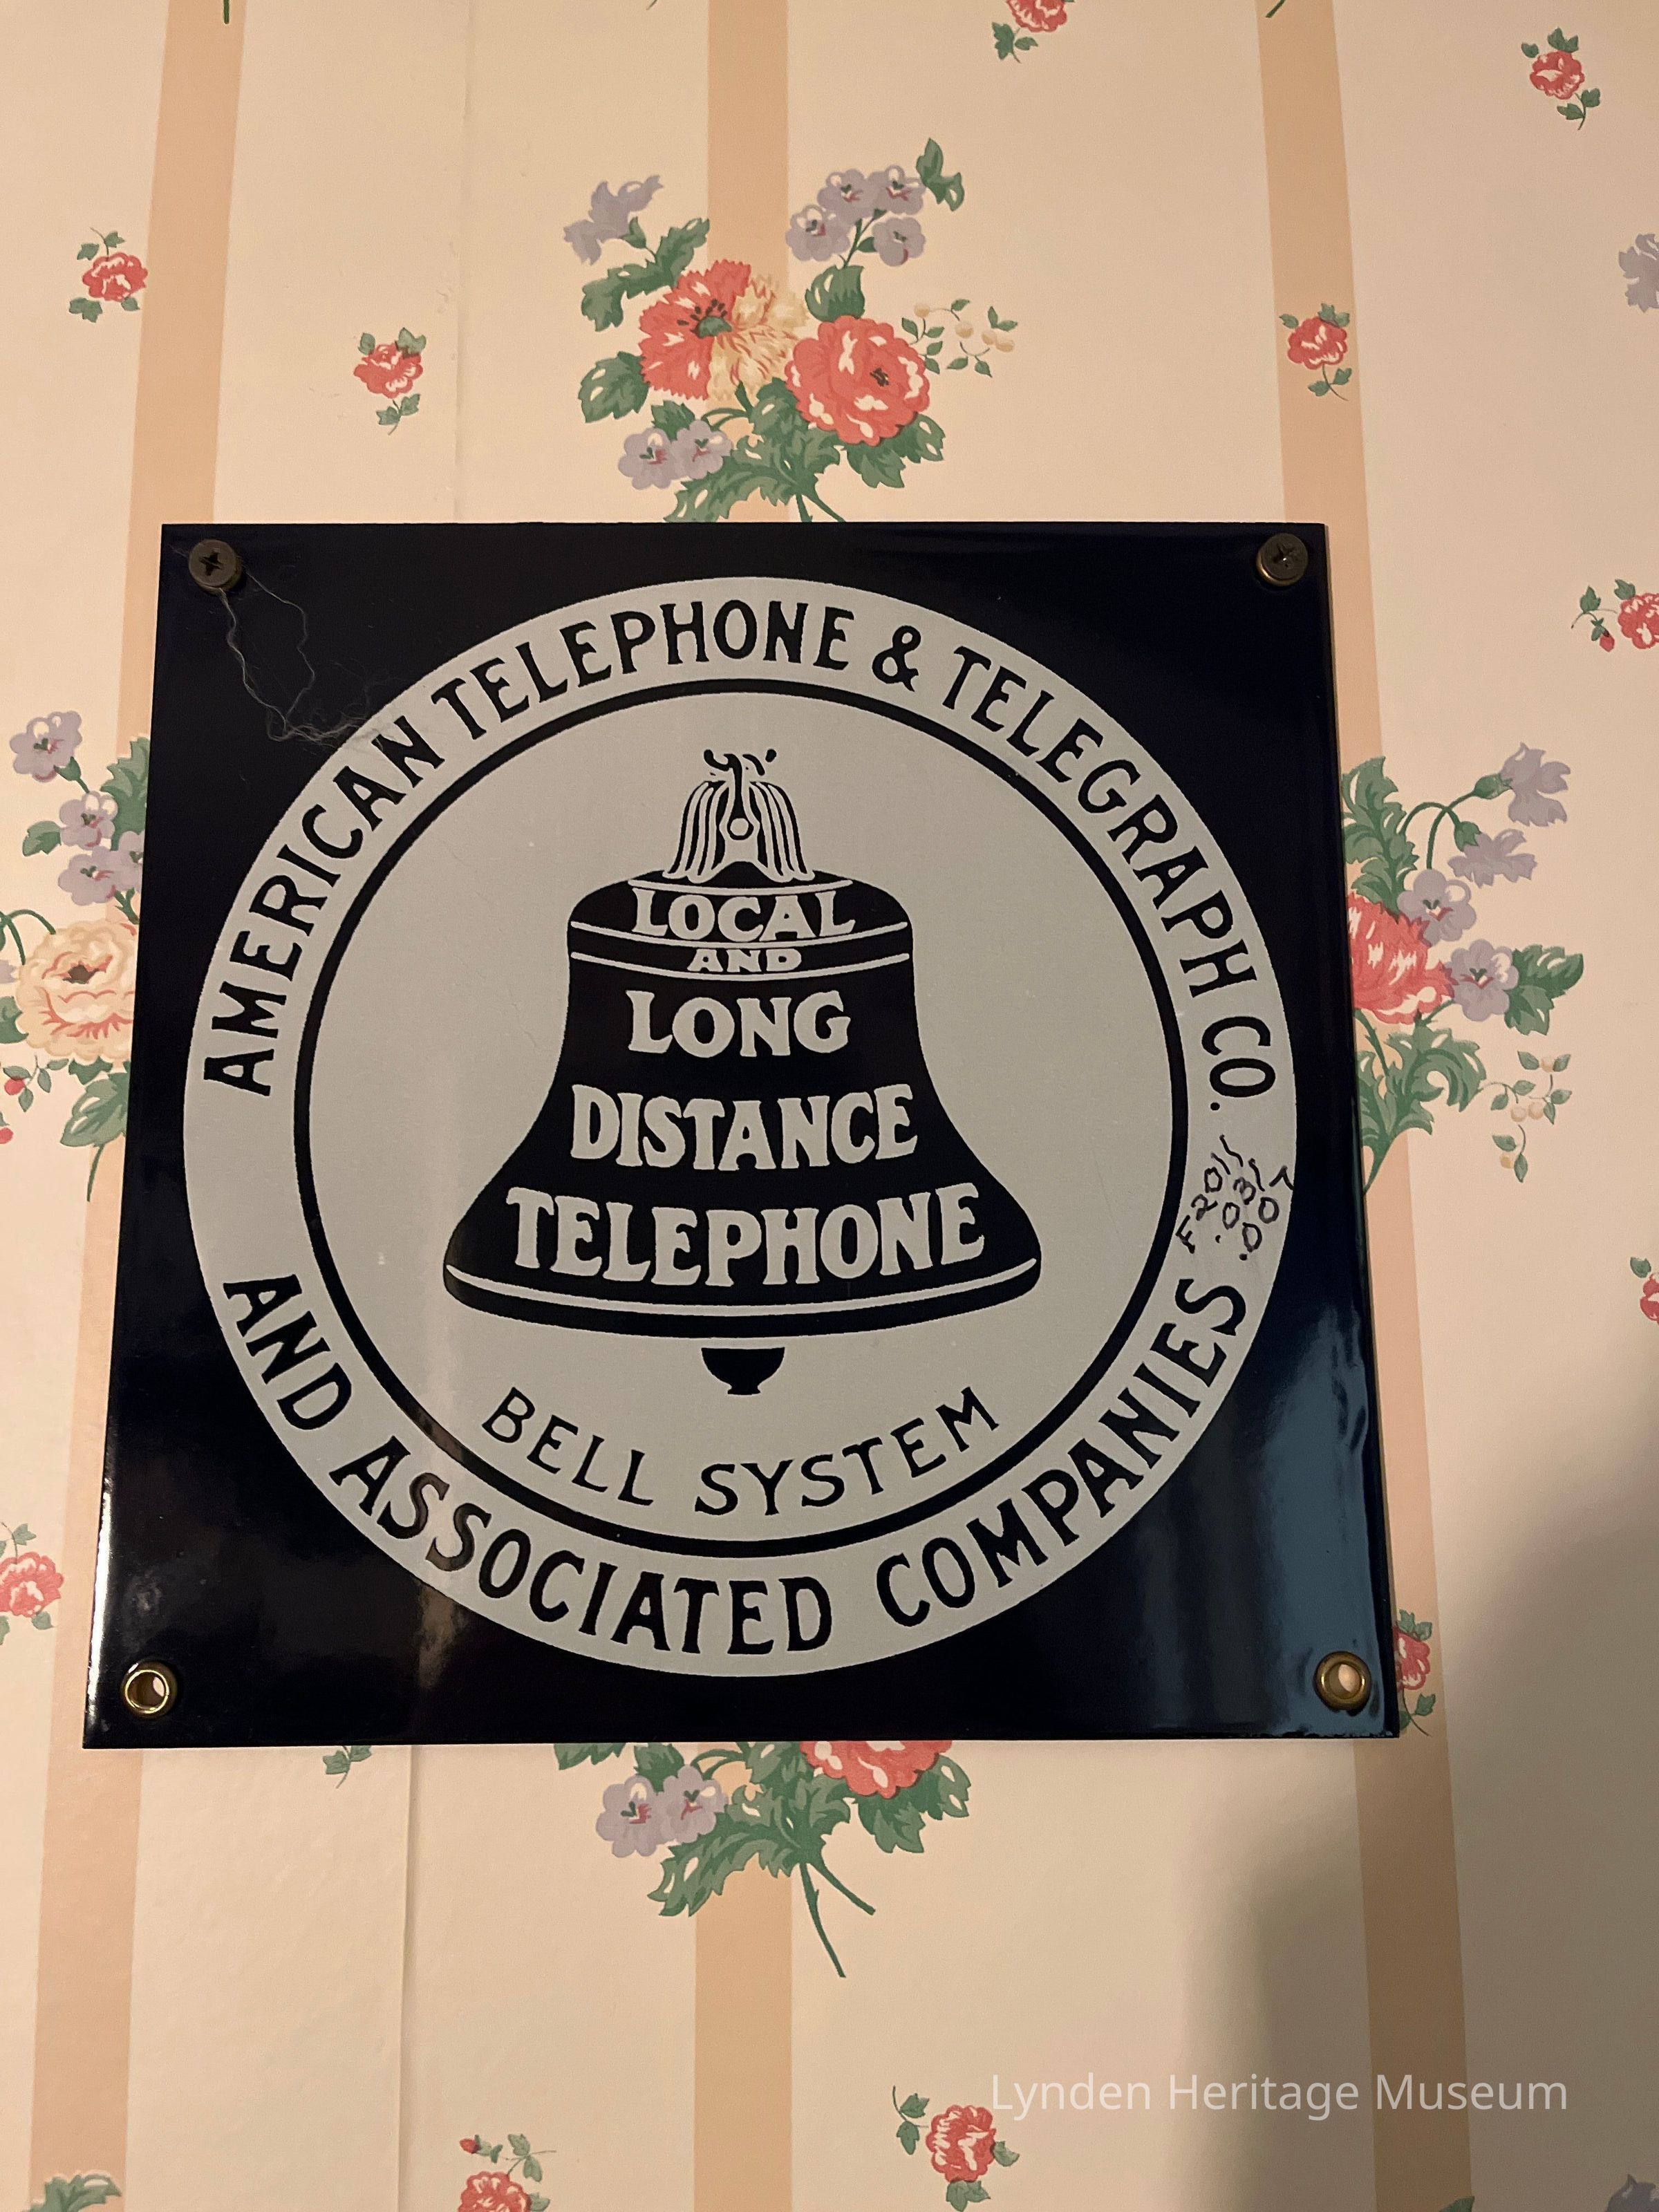 AMERICAN TELEPHONE & TELEGRAPH CO.
LOCAL
AND
LONG
DISTANCE
TELEPHONE
BELL SYSTEM
AND ASSOCIATED COMPANIES
Lynden Heritage Museum